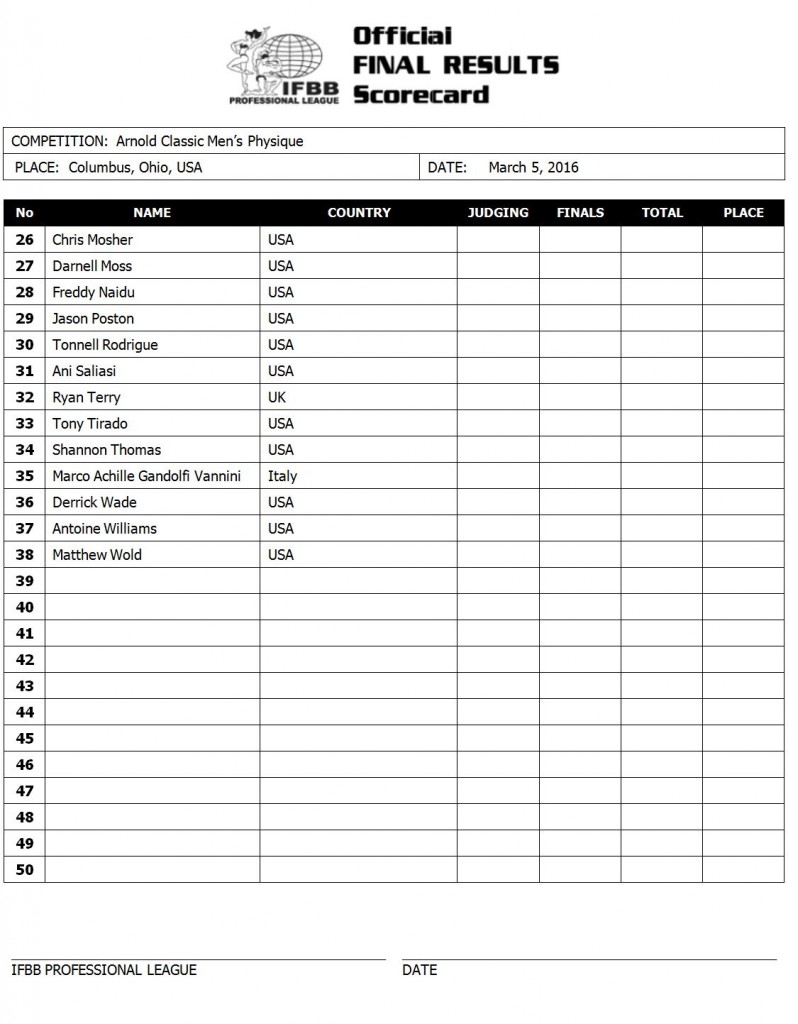 Official
FINAL RESULTS
Scorecard
IFBB
PROFESSIONAL LEAGUE
COMPETITION: Arnold Classic Men’s Physique
PLACE: Columbus, Ohio, USA DATE: March 5, 2016
No NAME COUNTRY JUDGING FINALS TOTAL PLACE
26 Chris Mosher USA
27 Darnell Moss USA
28 Freddy Naidu USA
29 Jason Poston USA
30 Tonnell Rodrigue USA
31 Ani Saliasi USA
32 Ryan Terry UK
33 Tony Tirado USA
34 Shannon Thomas USA
35 Marco Achille Gandolfi Vannini Italy
36 Derrick Wade USA
37 Antoine Williams USA
38 Matthew Wold USA
39
40
41
42
43
44
45
46
47
48
49
50
IFBB PROFESSIONAL LEAGUE DATE